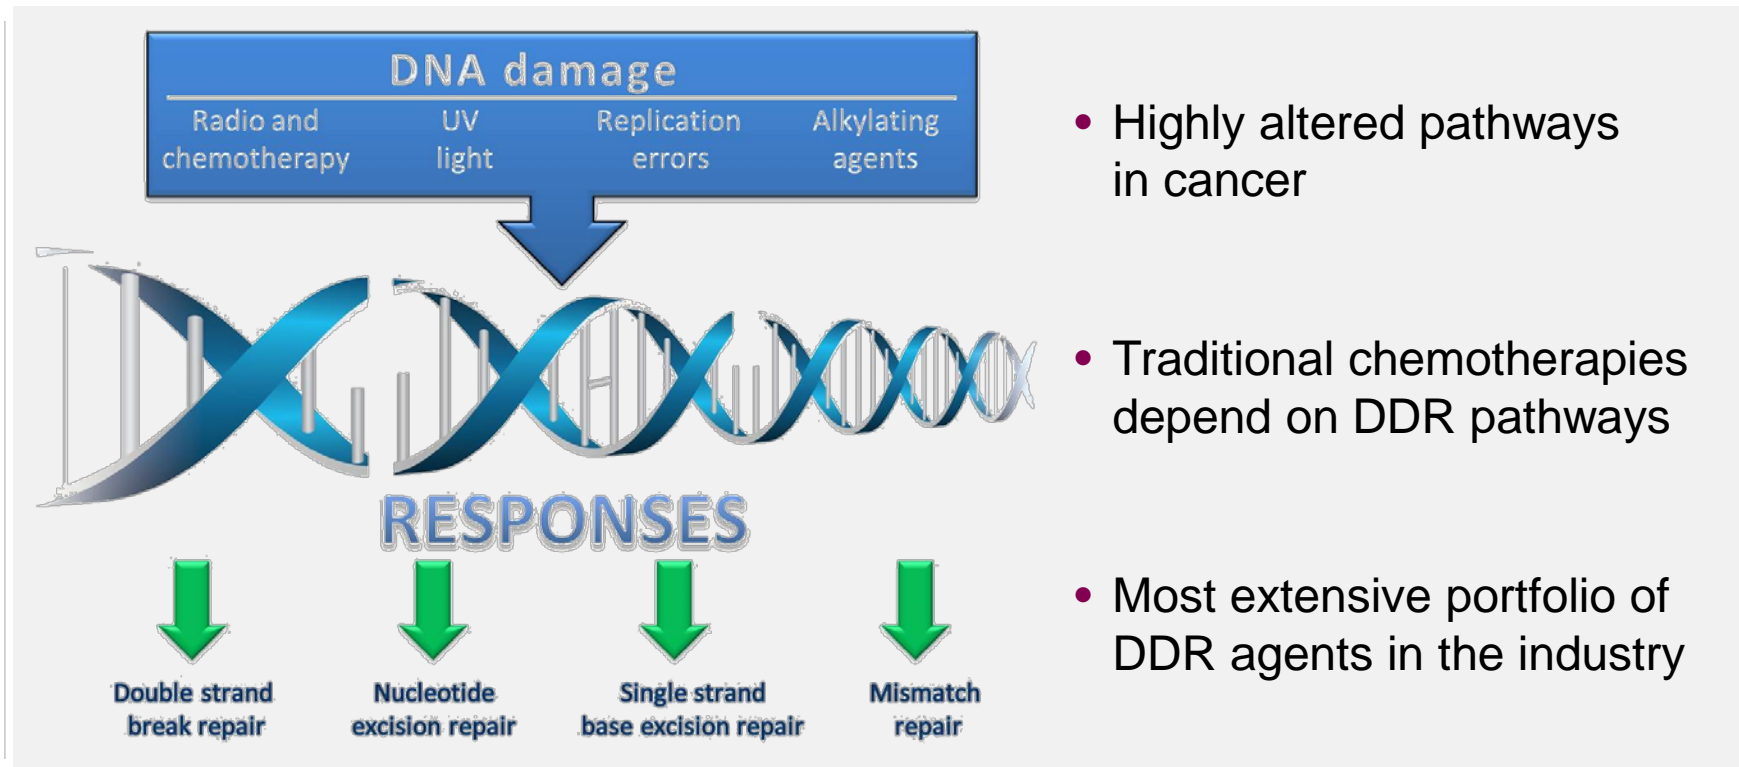 DNA damage
Radio and
chemotherapy
UV
light
Replication
errors
Alkylating
agents
RESPONSES
Double strand
break repair
Nucleotide
excision repair
Single strand
base excision repair
Mismatch
repair
• Highly altered pathways
in cancer
• Traditional chemotherapies
depend on DDR pathways
• Most extensive portfolio of
DDR agents in the industry